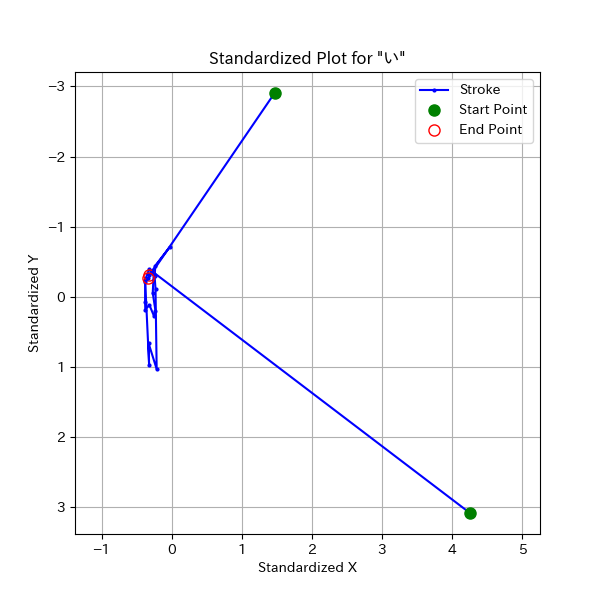 Standardized Plot for "い"
Stroke
Start Point
End Point
−3
−2
−1
0
1
2
3
Standardized Y
−1 0 1 2 3 4 5
Standardized X